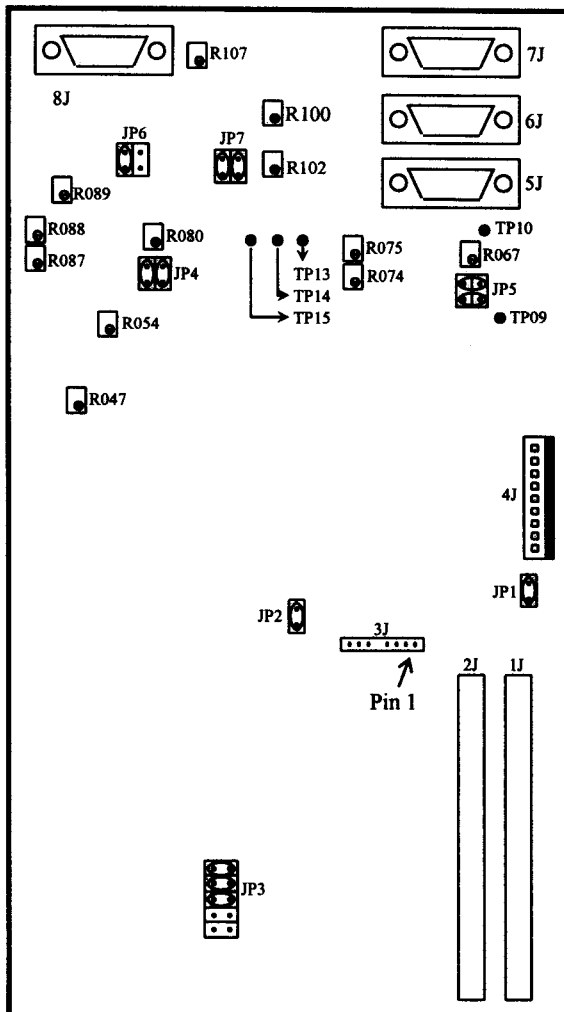 R107
7J
8J
R100
6J
JP6
JP7
R102
5J
R089
R088
R080
TP10
R087
R075
R067
JP4
TP13
R074
JP5
TP14
R054
TP15
TP09
R047
4J
JP1
JP2
3J
2J
1J
Pin 1
JP3